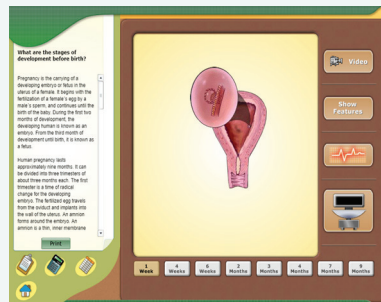 What are the stages of
development before birth?
Pregnancy is the carrying of a
developing embryo or fetus in the
uterus of a female. It begins with the
fertilization of a female's egg by a
male's sperm, and continues until the
birth of the baby. During the first two
months of development, the
developing human is known as an
embryo. From the third month of
development until birth, it is known as
a fetus.
Human pregnancy lasts
approximately nine months. It can
be divided into three trimesters of
about three months each. The first
trimester is a time of radical
change for the developing
embryo. The fertilized egg travels
from the oviduct and implants into
the wall of the uterus. An amnion
forms around the embryo. An
amnion is a thin, inner membrane
Print
Video
Show
Features
1
Week
4
Weeks
6
Weeks
2
Months
3
Months
4
Months
7
Months
9
Months